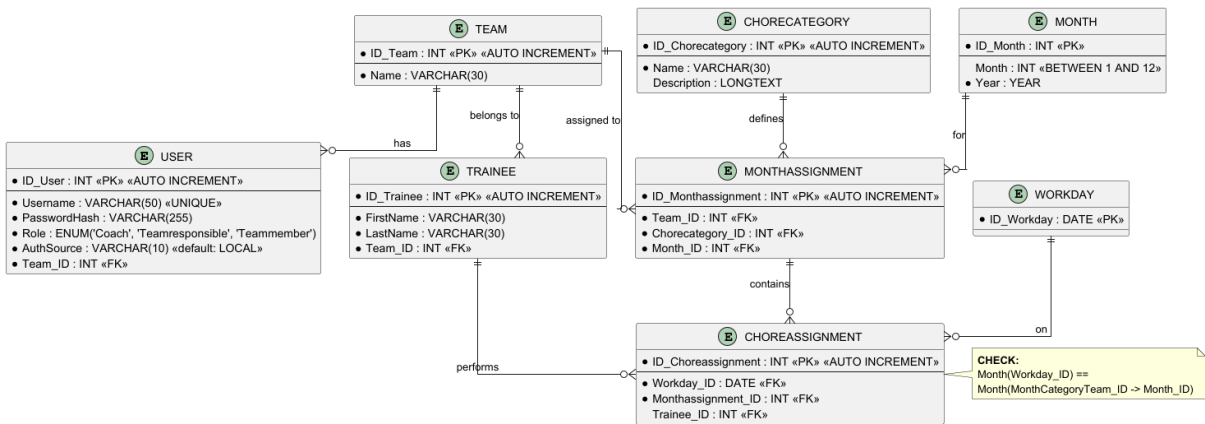 E TEAM
● ID_Team : INT «PK» «AUTO INCREMENT»
● Name : VARCHAR(30)
E CHORECATEGORY
● ID_Chorecategory : INT «PK» «AUTO INCREMENT»
● Name : VARCHAR(30)
Description : LONGTEXT
E MONTH
● ID_Month : INT «PK»
Month : INT «BETWEEN 1 AND 12»
● Year : YEAR
has
belongs to
assigned to
defines
for
E USER
● ID_User : INT «PK» «AUTO INCREMENT»
● Username : VARCHAR(50) «UNIQUE»
● PasswordHash : VARCHAR(255)
● Role : ENUM('Coach', 'Teamresponsible', 'Teammember')
● AuthSource : VARCHAR(10) «default: LOCAL»
● Team_ID : INT «FK»
E TRAINEE
● ID_Trainee : INT «PK» «AUTO INCREMENT»
● FirstName : VARCHAR(30)
● LastName : VARCHAR(30)
● Team_ID : INT «FK»
E MONTHASSIGNMENT
● ID_Monthassignment : INT «PK» «AUTO INCREMENT»
● Team_ID : INT «FK»
● Chorecategory_ID : INT «FK»
● Month_ID : INT «FK»
E WORKDAY
● ID_Workday : DATE «PK»
contains
on
performs
E CHOREASSIGNMENT
● ID_Choreassignment : INT «PK» «AUTO INCREMENT»
● Workday_ID : DATE «FK»
● Monthassignment_ID : INT «FK»
Trainee_ID : INT «FK»
CHECK:
Month(Workday_ID) ==
Month(MonthCategoryTeam_ID -> Month_ID)